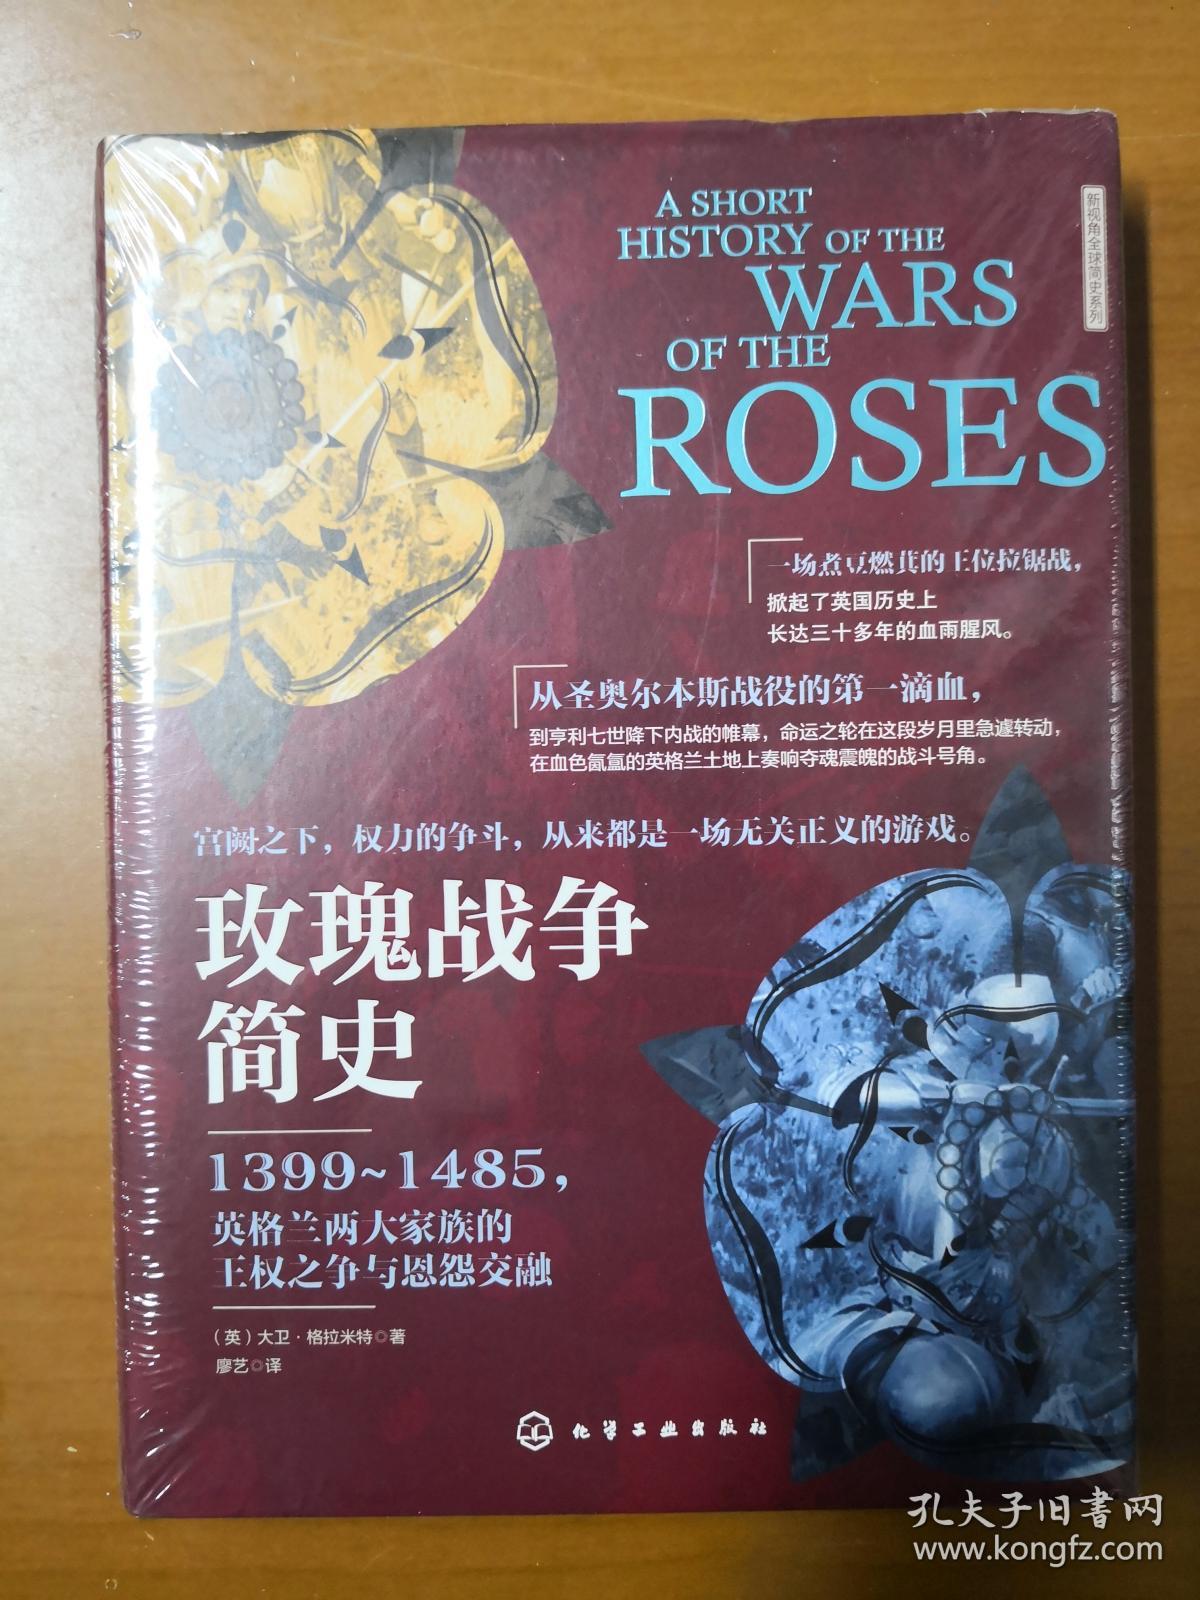 A SHORT
HISTORY OF THE
WARS
OF THE
ROSES
新视角全球简史系列
一场煮豆燃萁的王位拉锯战，
掀起了英国历史上
长达三十多年的血雨腥风。
从圣奥尔本斯战役的第一滴血，
到亨利七世降下内战的帷幕，命运之轮在这段岁月里急遽转动，
在血色氤氲的英格兰土地上奏响夺魂震魄的战斗号角。
宫阙之下，权力的争斗，从来都是一场无关正义的游戏。
玫瑰战争
简史
1399~1485，
英格兰两大家族的
王权之争与恩怨交融
（英）大卫·格拉米特◎著
廖艺◎译
化学工业出版社
孔夫子旧书网
www.kongfz.com